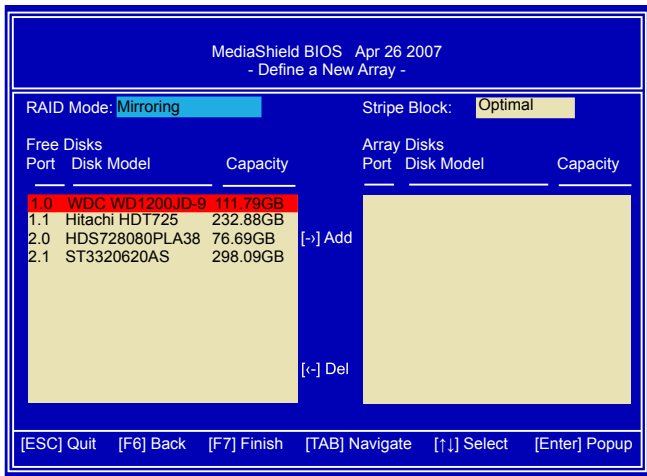 MediaShield BIOS Apr 26 2007
- Define a New Array -
RAID Mode: Mirroring
Stripe Block: Optimal
Free Disks
Port Disk Model Capacity
Array Disks
Port Disk Model Capacity
1.0 WDC WD1200JD-9 111.79GB
1.1 Hitachi HDT725 232.88GB
2.0 HDS728080PLA38 76.69GB
2.1 ST3320620AS 298.09GB
[->] Add
[<-] Del
[ESC] Quit [F6] Back [F7] Finish [TAB] Navigate [↑↓] Select [Enter] Popup